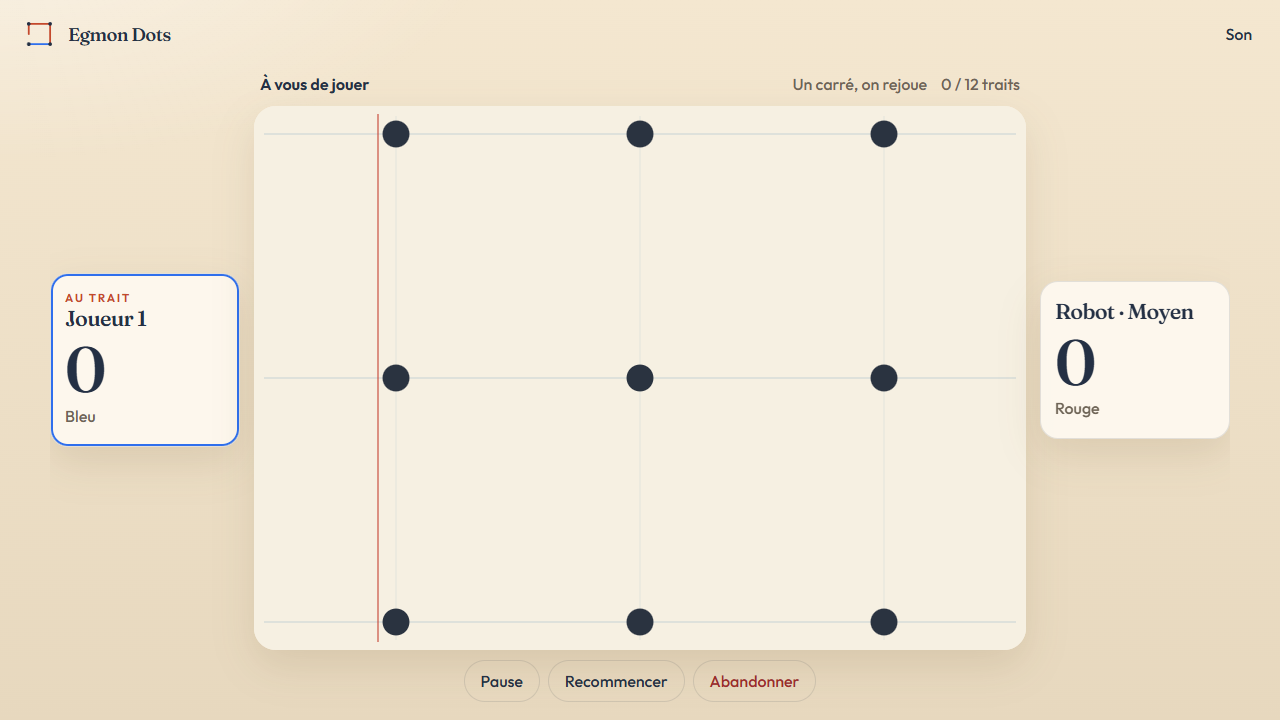 Egmon Dots
Son
À vous de jouer
Un carré, on rejoue 0 / 12 traits
AU TRAIT
Joueur 1
0
Bleu
Robot · Moyen
0
Rouge
Pause
Recommencer
Abandonner